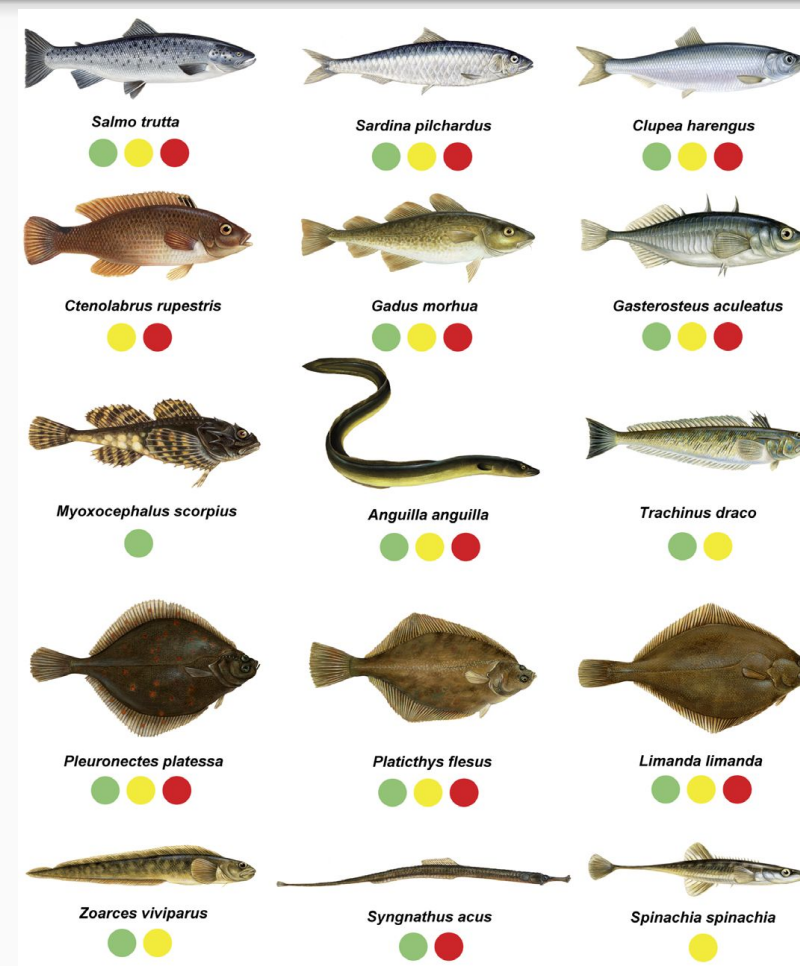 Salmo trutta
Sardina pilchardus
Clupea harengus
Ctenolabrus rupestris
Gadus morhua
Gasterosteus aculeatus
Myoxocephalus scorpius
Anguilla anguilla
Trachinus draco
Pleuronectes platessa
Platicthys flesus
Limanda limanda
Zoarces viviparus
Syngnathus acus
Spinachia spinachia